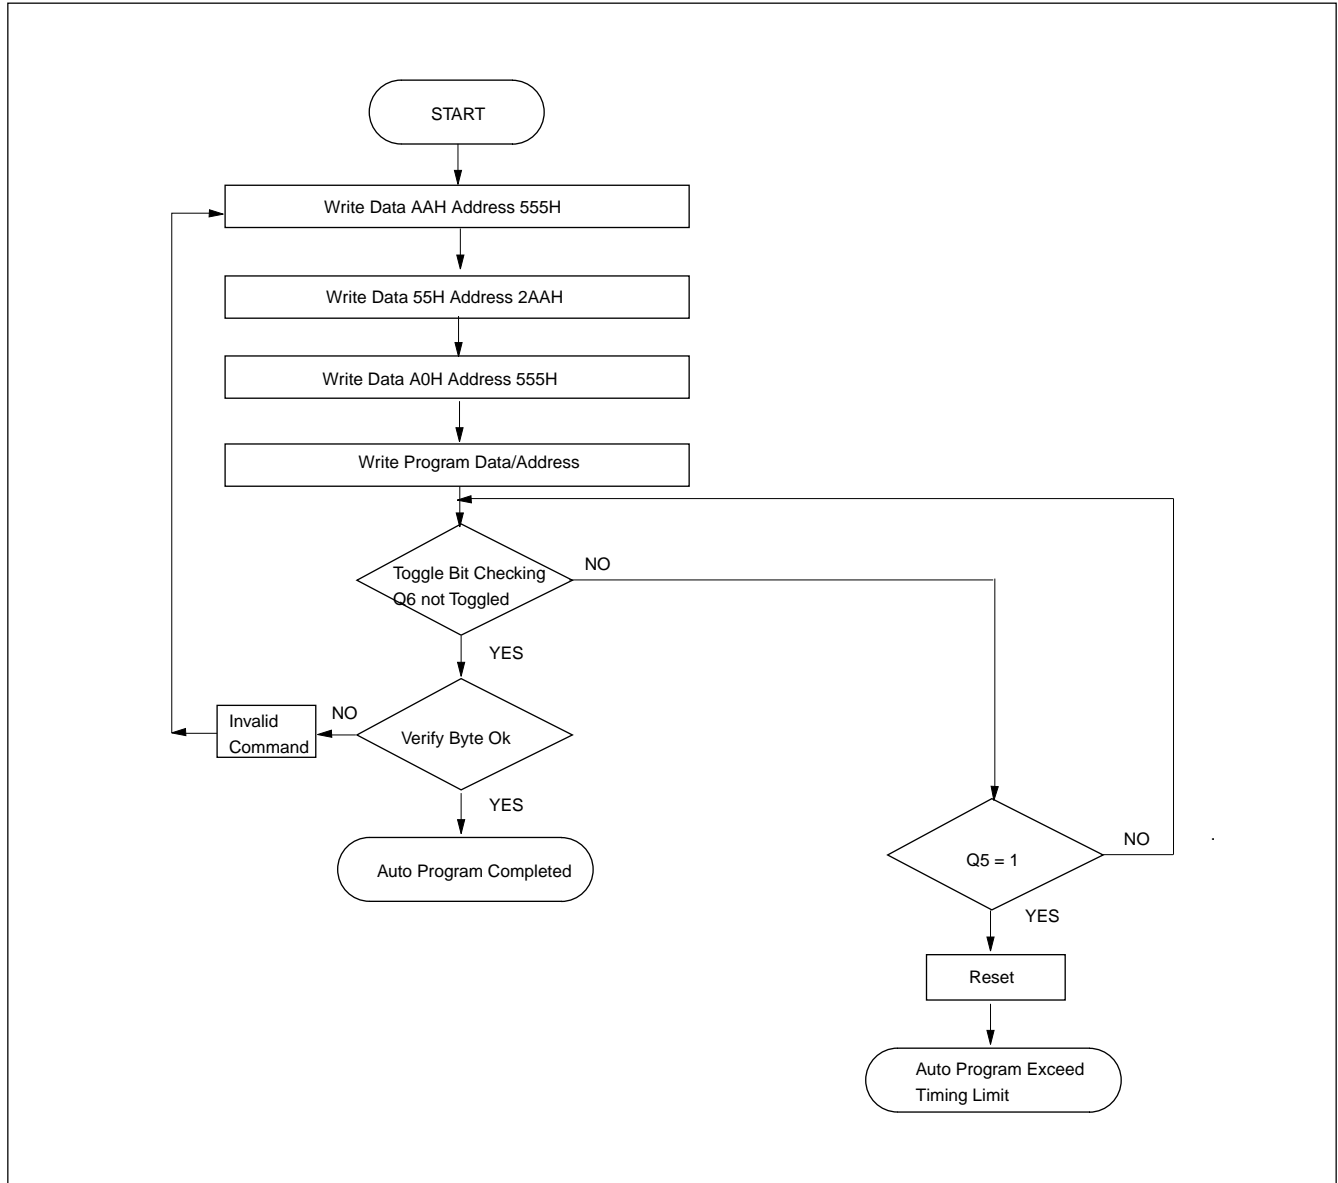 START
Write Data AAH Address 555H
Write Data 55H Address 2AAH
Write Data A0H Address 555H
Write Program Data/Address
Toggle Bit Checking
Q6 not Toggled
NO
YES
Invalid
Command
NO
Verify Byte Ok
YES
Auto Program Completed
Q5 = 1
NO
.
YES
Reset
Auto Program Exceed
Timing Limit